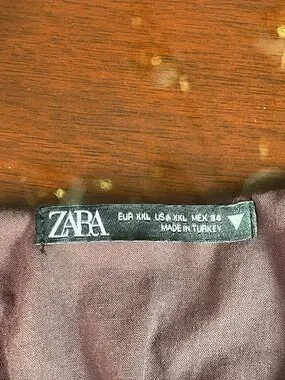 ZARA
EUR XXL USA XXL MEX 34
MADE IN TURKEY